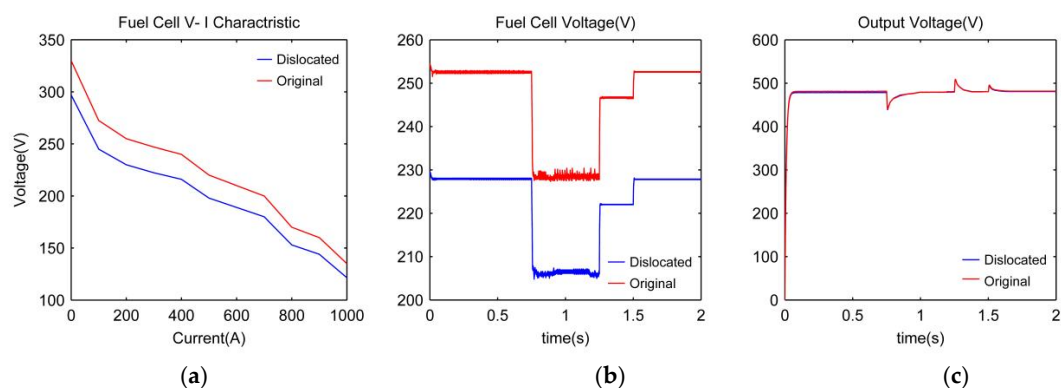 Fuel Cell V- I Charactristic
350
300
250
200
150
100
Voltage(V)
0
200
400
600
800
1000
Current(A)
Dislocated
Original
(a)
Fuel Cell Voltage(V)
260
250
240
230
220
210
200
0
0.5
1
1.5
2
time(s)
Dislocated
Original
(b)
Output Voltage(V)
600
500
400
300
200
100
0
0
0.5
1
1.5
2
time(s)
Dislocated
Original
(c)